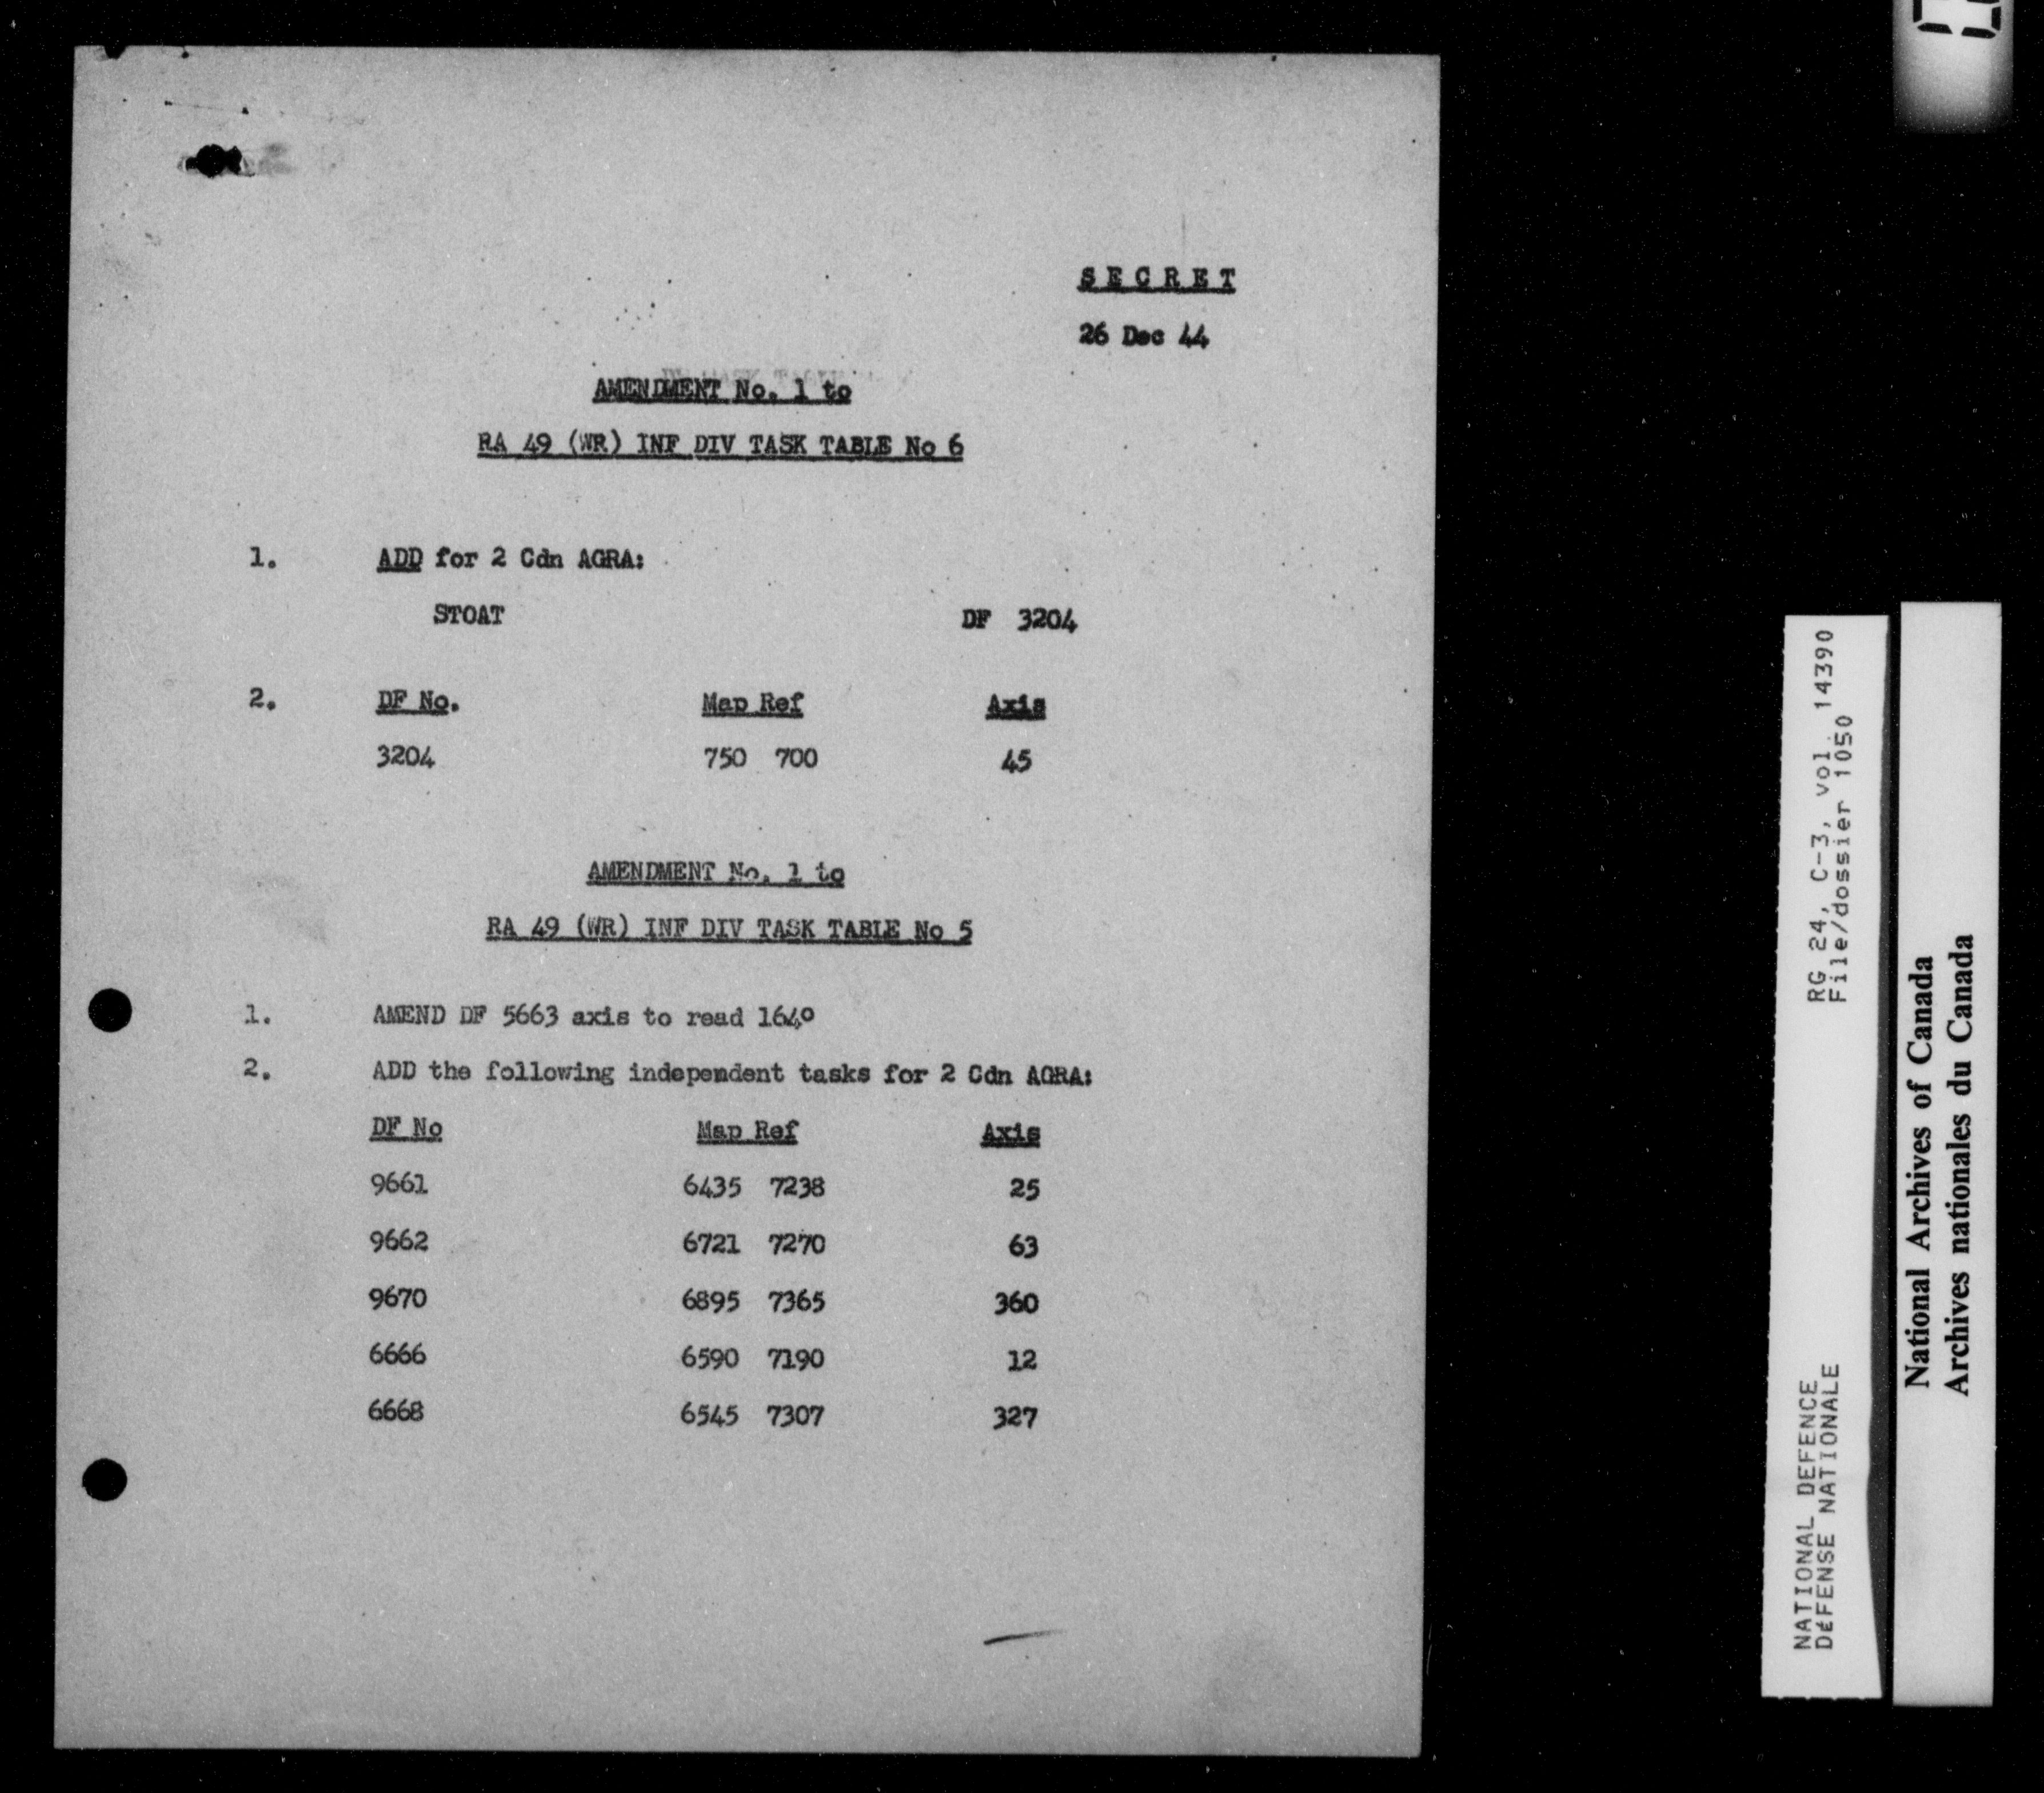 S E C R E T
26 Dec 44
AMENDMENT No. 1 to
RA 49 (WR) INF DIV TASK TABLE No 6
1. ADD for 2 Cdn AGRA:
STOAT DF 3204
2. DF No. Map Ref Axis
3204 750 700 45
AMENDMENT No. 1 to
RA 49 (WR) INF DIV TASK TABLE No 5
1. AMEND DF 5663 axis to read 164º
2. ADD the following independent tasks for 2 Cdn AGRA:
DF No Map Ref Axis
9661 6435 7238 25
9662 6721 7270 63
9670 6895 7365 360
6666 6590 7190 12
6668 6545 7307 327
NATIONAL DEFENCE RG 24, C-3, vol. 14390
DÉFENSE NATIONALE File/dossier 1050
National Archives of Canada
Archives nationales du Canada